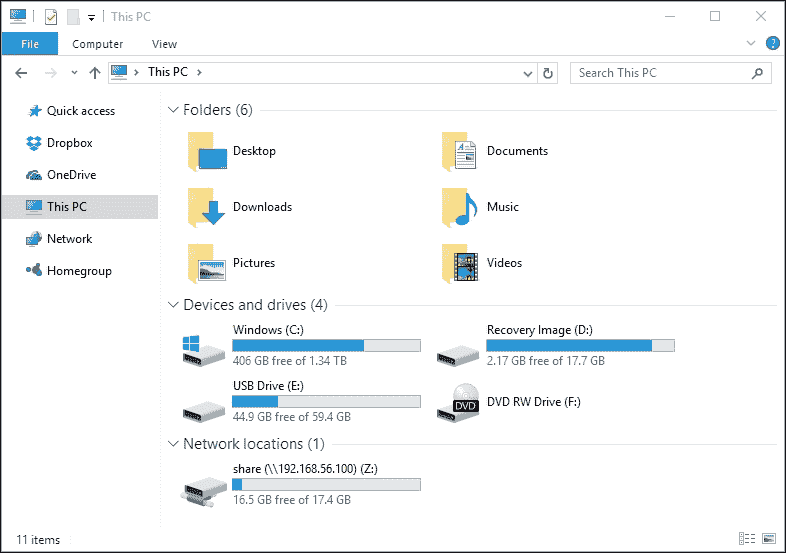 This PC
File Computer View
This PC
Search This PC
Quick access
Dropbox
OneDrive
This PC
Network
Homegroup
Folders (6)
Desktop
Documents
Downloads
Music
Pictures
Videos
Devices and drives (4)
Windows (C:)
406 GB free of 1.34 TB
Recovery Image (D:)
2.17 GB free of 17.7 GB
USB Drive (E:)
44.9 GB free of 59.4 GB
DVD
DVD RW Drive (F:)
Network locations (1)
share (\\192.168.56.100) (Z:)
16.5 GB free of 17.4 GB
11 items